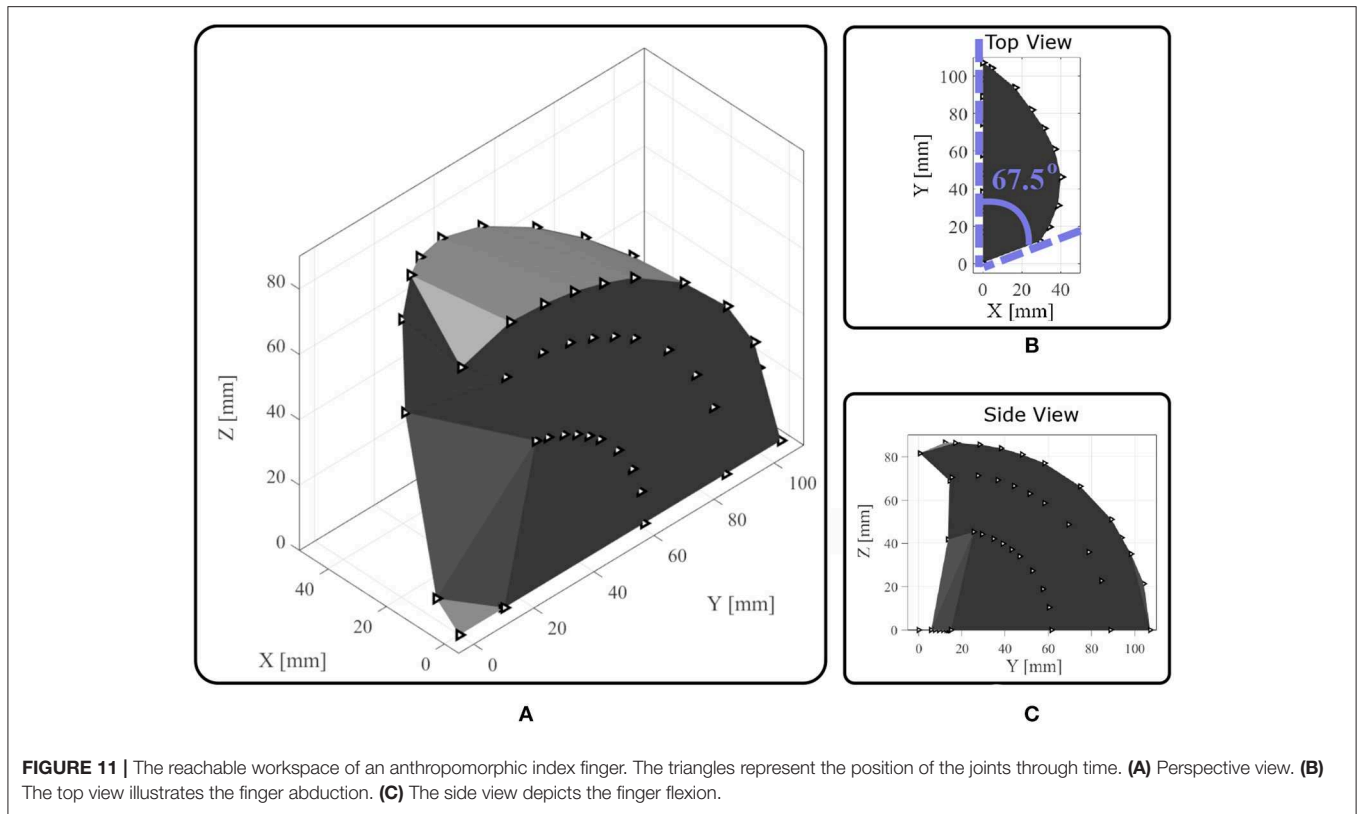 80
60
40
20
0
Z [mm]
40
20
0
X [mm]
0
20
40
60
80
100
Y [mm]
A
Top View
100
80
60
40
20
0
Y [mm]
67.5°
0 20 40
X [mm]
B
Side View
80
60
40
20
0
Z [mm]
0 20 40 60 80 100
Y [mm]
C
FIGURE 11 | The reachable workspace of an anthropomorphic index finger. The triangles represent the position of the joints through time. (A) Perspective view. (B)
The top view illustrates the finger abduction. (C) The side view depicts the finger flexion.